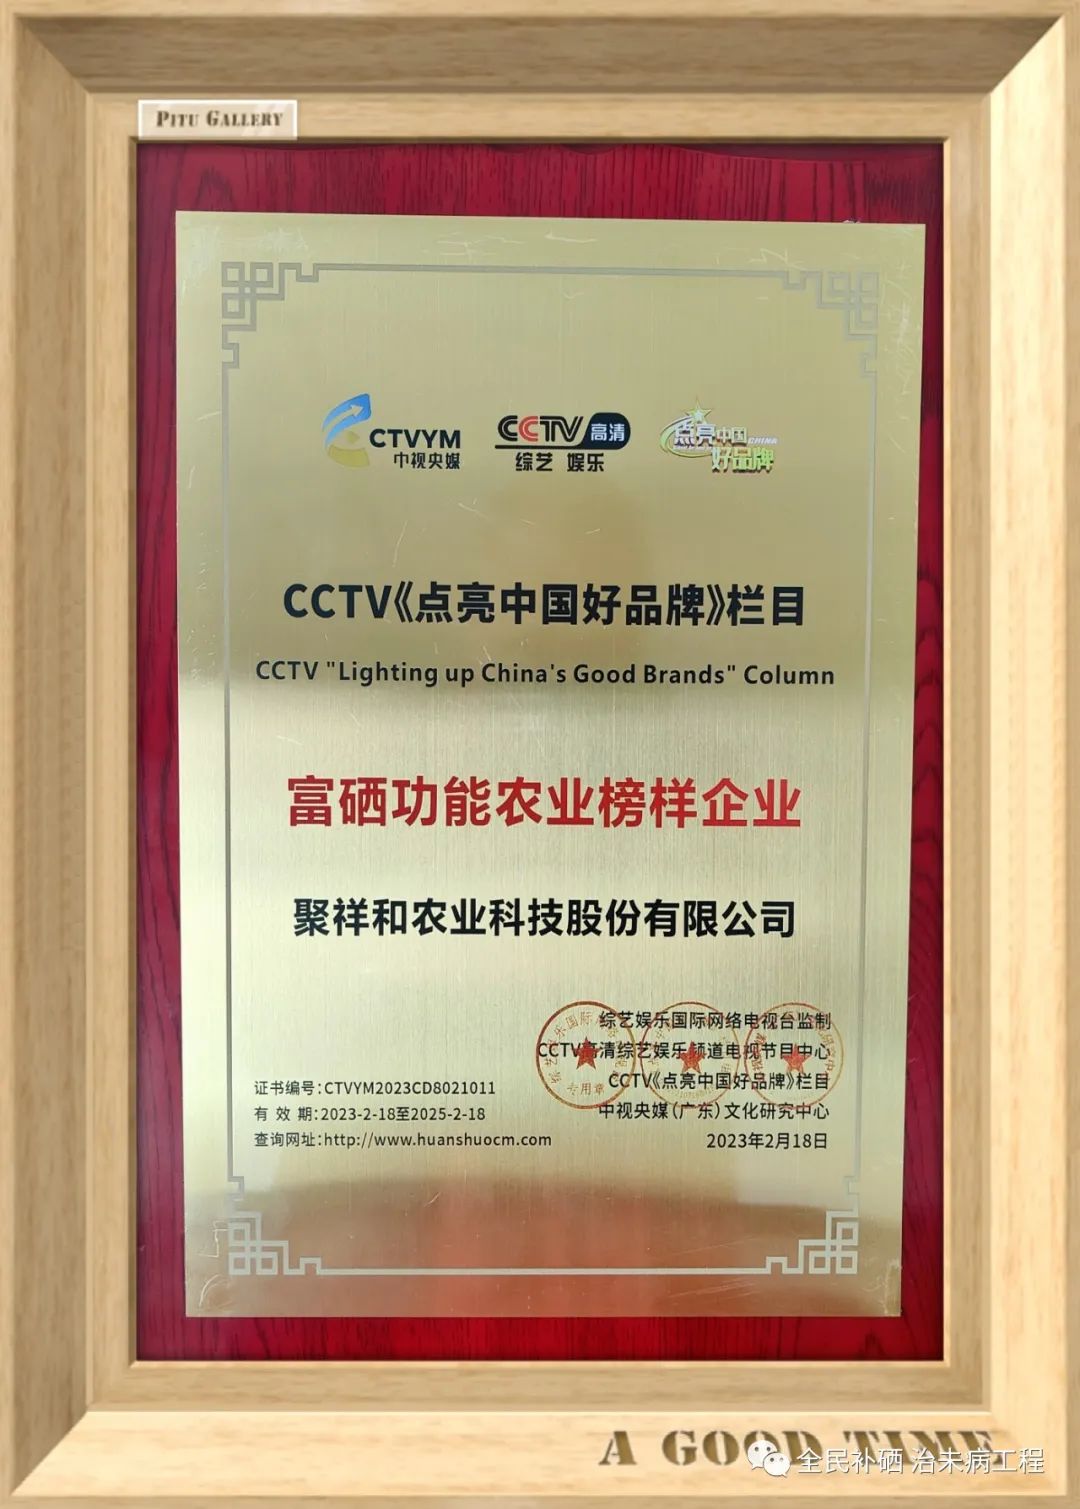 PITU GALLERY
CTVYM
中视央媒
CCTV 高清
综艺 娱乐
点亮中国 CHINA
好品牌
CCTV《点亮中国好品牌》栏目
CCTV "Lighting up China's Good Brands" Column
富硒功能农业榜样企业
聚祥和农业科技股份有限公司
综艺娱乐国际网络电视台监制
CCTV高清综艺娱乐频道电视节目中心
CCTV《点亮中国好品牌》栏目
中视央媒(广东)文化研究中心
2023年2月18日
专用章
证书编号:CTVYM2023CD8021011
有 效 期:2023-2-18至2025-2-18
查询网址:http://www.huanshuocm.com
A GOOD TIME
全民补硒 治未病工程